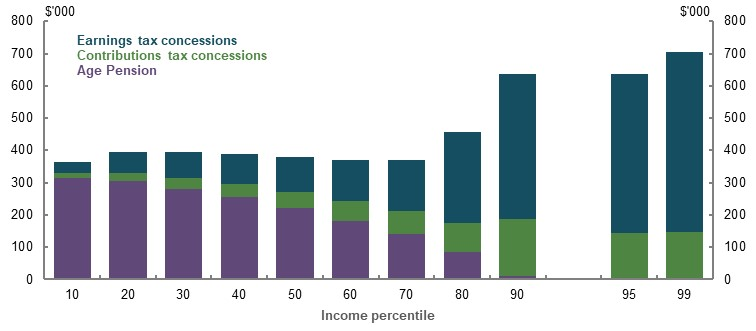 $'000 $'000
800 800
Earnings tax concessions
Contributions tax concessions
Age Pension
700 700
600 600
500 500
400 400
300 300
200 200
100 100
0 0
10 20 30 40 50 60 70 80 90 95 99
Income percentile